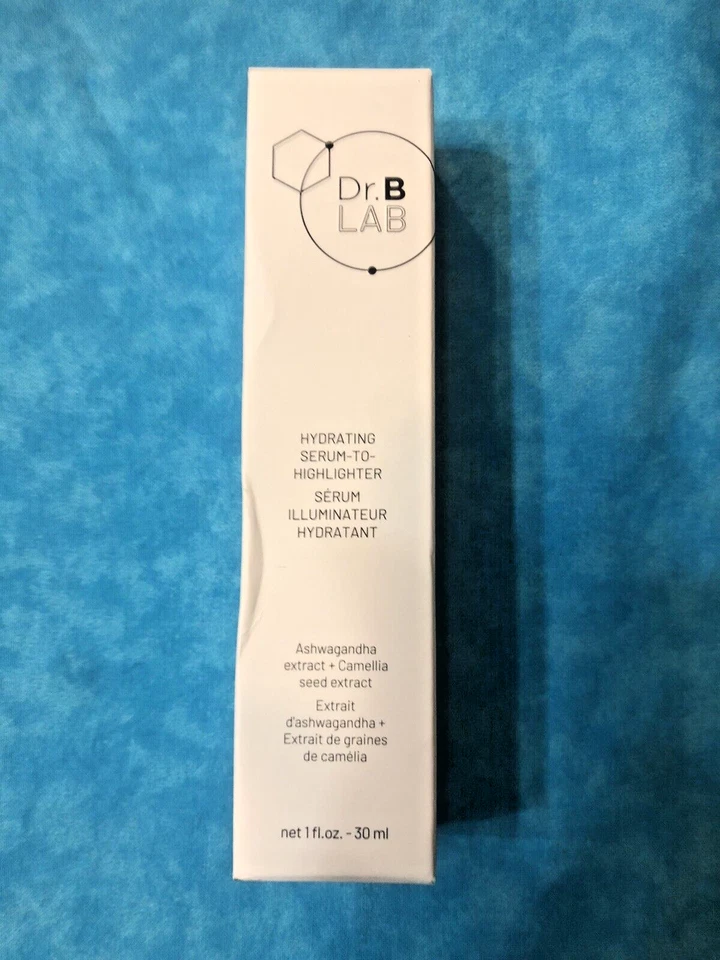 Dr.B
LAB
HYDRATING
SERUM-TO-
HIGHLIGHTER
SÉRUM
ILLUMINATEUR
HYDRATANT
Ashwagandha
extract + Camellia
seed extract
Extrait
d'ashwagandha +
Extrait de graines
de camélia
net 1 fl.oz. - 30 ml